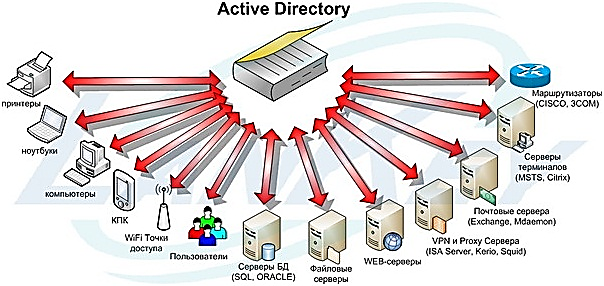 Active Directory
принтеры
ноутбуки
компьютеры
КПК
WiFi Точки
доступа
Пользователи
Серверы БД
(SQL, ORACLE)
Файловые
серверы
WEB-серверы
VPN и Proxy Сервера
(ISA Server, Kerio, Squid)
Почтовые сервера
(Exchange, Mdaemon)
Серверы
терминалов
(MSTS, Citrix)
Маршрутизаторы
(CISCO, 3COM)